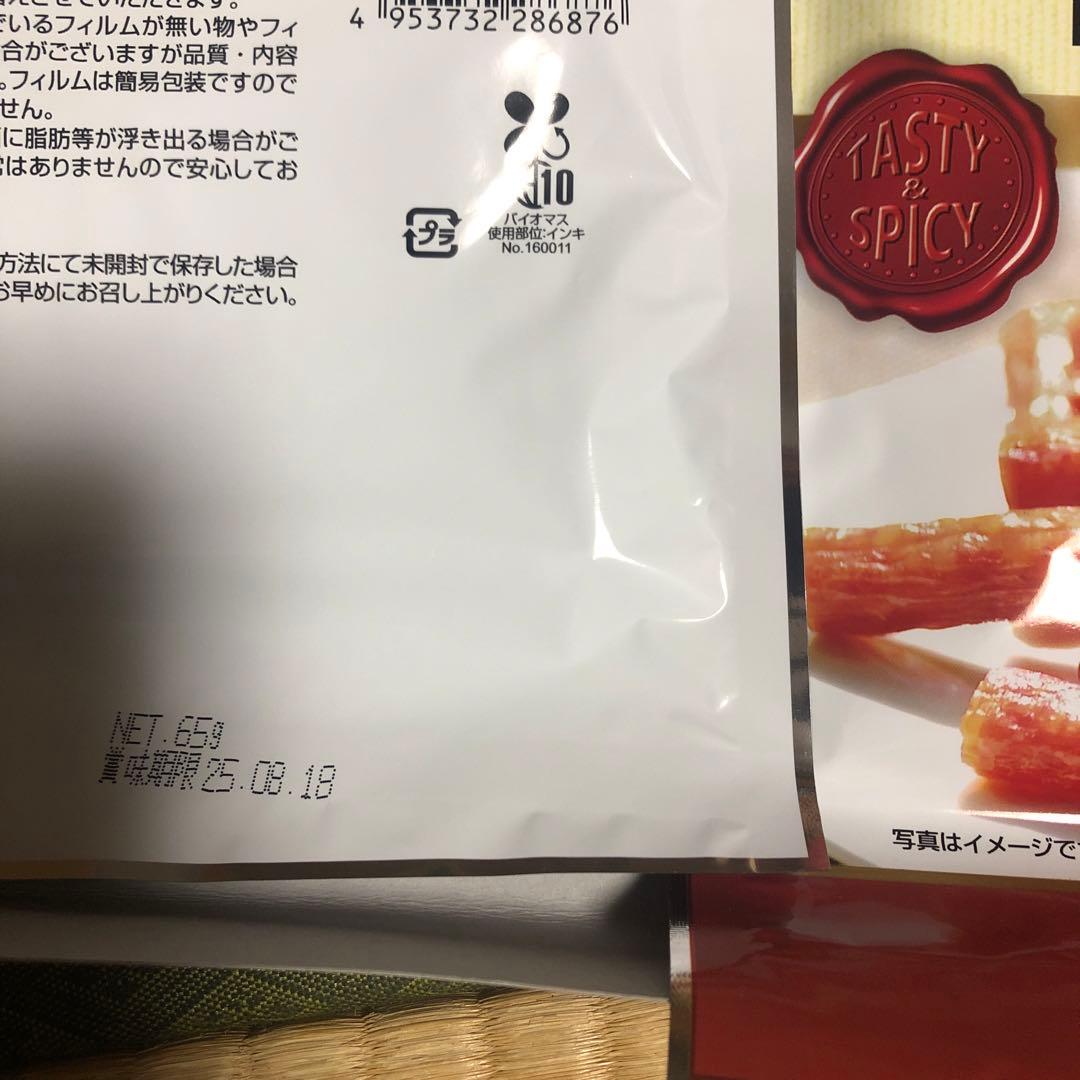 でいるフィルムが無い物やフィ
合がございますが品質・内容
。フィルムは簡易包装ですので
せん。
に脂肪等が浮き出る場合がご
はありませんので安心してお
方法にて未開封で保存した場合
お早めにお召し上がりください。
4 953732 286876
10
バイオマス
使用部位:インキ
No.160011
プラ
NET.65g
賞味期限 25.08.18
TASTY
&
SPICY
写真はイメージで